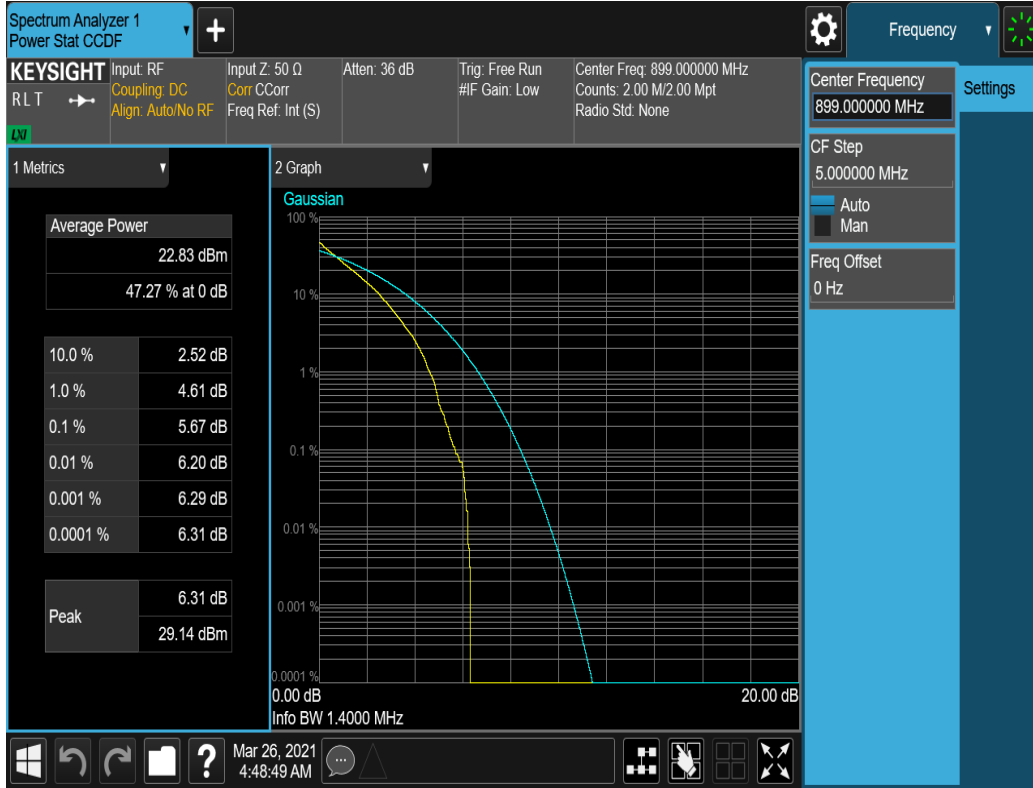 Spectrum Analyzer 1
Power Stat CCDF
+
Frequency
KEYSIGHT
RLT
LXI
Input: RF
Coupling: DC
Align: Auto/No RF
Input Z: 50 Ω
Corr CCorr
Freq Ref: Int (S)
Atten: 36 dB
Trig: Free Run
#IF Gain: Low
Center Freq: 899.000000 MHz
Counts: 2.00 M/2.00 Mpt
Radio Std: None
Center Frequency
899.000000 MHz
Settings
CF Step
5.000000 MHz
Auto
Man
Freq Offset
0 Hz
1 Metrics
Average Power
22.83 dBm
47.27 % at 0 dB
10.0 % 2.52 dB
1.0 % 4.61 dB
0.1 % 5.67 dB
0.01 % 6.20 dB
0.001 % 6.29 dB
0.0001 % 6.31 dB
Peak
6.31 dB
29.14 dBm
2 Graph
Gaussian
100 %
10 %
1 %
0.1 %
0.01 %
0.001 %
0.0001 %
0.00 dB 20.00 dB
Info BW 1.4000 MHz
?
Mar 26, 2021
4:48:49 AM